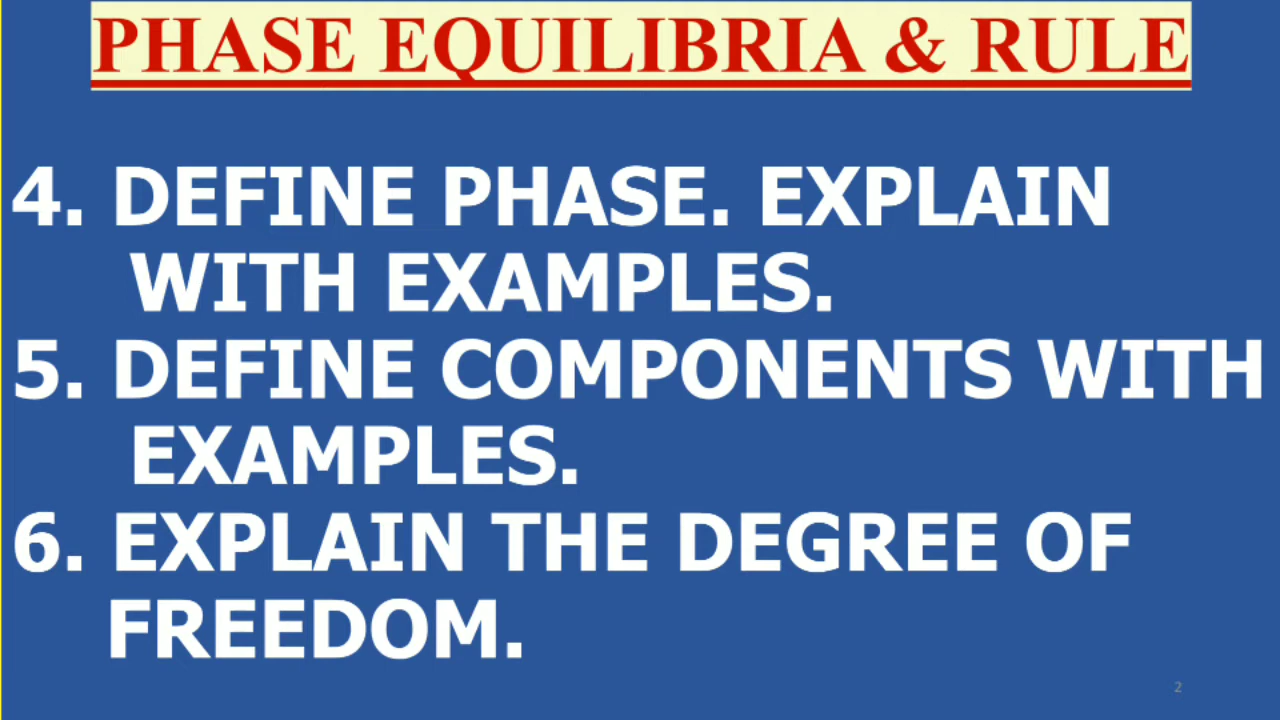 PHASE EQUILIBRIA & RULE
4. DEFINE PHASE. EXPLAIN
WITH EXAMPLES.
5. DEFINE COMPONENTS WITH
EXAMPLES.
6. EXPLAIN THE DEGREE OF
FREEDOM.
2